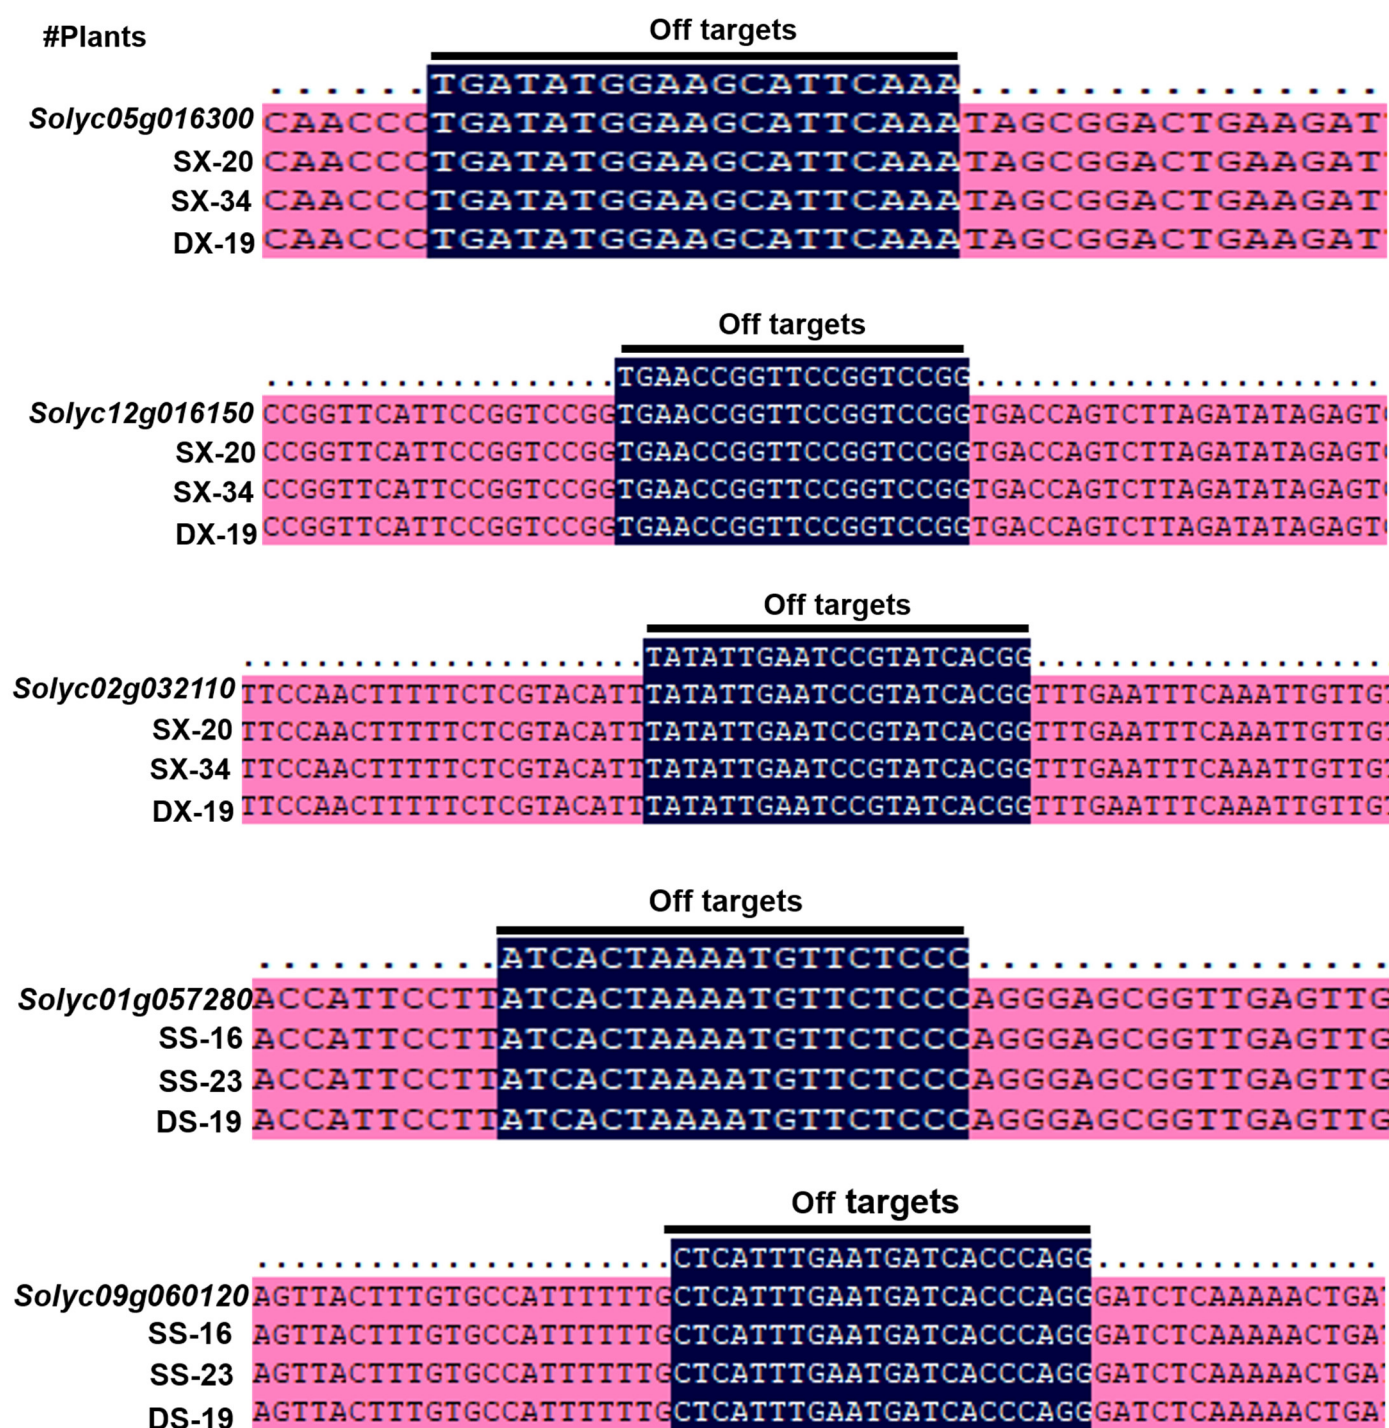 #Plants
Off targets
. . . . . . TGATATGGAAGCATTCAAA . . . . . . . . . . . . . . .
Solyc05g016300 CAACCCTGATATGGAAGCATTCAAATAGCGGACTGAAGAT
SX-20 CAACCCTGATATGGAAGCATTCAAATAGCGGACTGAAGAT
SX-34 CAACCCTGATATGGAAGCATTCAAATAGCGGACTGAAGAT
DX-19 CAACCCTGATATGGAAGCATTCAAATAGCGGACTGAAGAT
Off targets
...................TGAACCGGTTCCGGTCCGG.......................
Solyc12g016150 CCGGTTCATTCCGGTCCGGTGAACCGGTTCCGGTCCGGTGACCAGTCTTAGATATAGAGT
SX-20 CCGGTTCATTCCGGTCCGGTGAACCGGTTCCGGTCCGGTGACCAGTCTTAGATATAGAGT
SX-34 CCGGTTCATTCCGGTCCGGTGAACCGGTTCCGGTCCGGTGACCAGTCTTAGATATAGAGT
DX-19 CCGGTTCATTCCGGTCCGGTGAACCGGTTCCGGTCCGGTGACCAGTCTTAGATATAGAGT
Off targets
......................TATATTGAATCCGTATCACGG...................
Solyc02g032110 TTCCAACTTTTTCTCGTACATTTATATTGAATCCGTATCACGGTTTGAATTTCAAATTGTTG
SX-20 TTCCAACTTTTTCTCGTACATTTATATTGAATCCGTATCACGGTTTGAATTTCAAATTGTTG
SX-34 TTCCAACTTTTTCTCGTACATTTATATTGAATCCGTATCACGGTTTGAATTTCAAATTGTTG
DX-19 TTCCAACTTTTTCTCGTACATTTATATTGAATCCGTATCACGGTTTGAATTTCAAATTGTTG
Off targets
..........ATCACTAAAATGTTCTCCC.................
Solyc01g057280 ACCATTCCTTATCACTAAAATGTTCTCCCAGGGAGCGGTTGAGTTG
SS-16 ACCATTCCTTATCACTAAAATGTTCTCCCAGGGAGCGGTTGAGTTG
SS-23 ACCATTCCTTATCACTAAAATGTTCTCCCAGGGAGCGGTTGAGTTG
DS-19 ACCATTCCTTATCACTAAAATGTTCTCCCAGGGAGCGGTTGAGTTG
Off targets
.....................CTCATTTGAATGATCACCCAGG..............
Solyc09g060120 AGTTACTTTGTGCCATTTTTTGCTCATTTGAATGATCACCCAGGGATCTCAAAAACTGA
SS-16 AGTTACTTTGTGCCATTTTTTGCTCATTTGAATGATCACCCAGGGATCTCAAAAACTGA
SS-23 AGTTACTTTGTGCCATTTTTTGCTCATTTGAATGATCACCCAGGGATCTCAAAAACTGA
DS-19 AGTTACTTTGTGCCATTTTTTGCTCATTTGAATGATCACCCAGGGATCTCAAAAACTGA